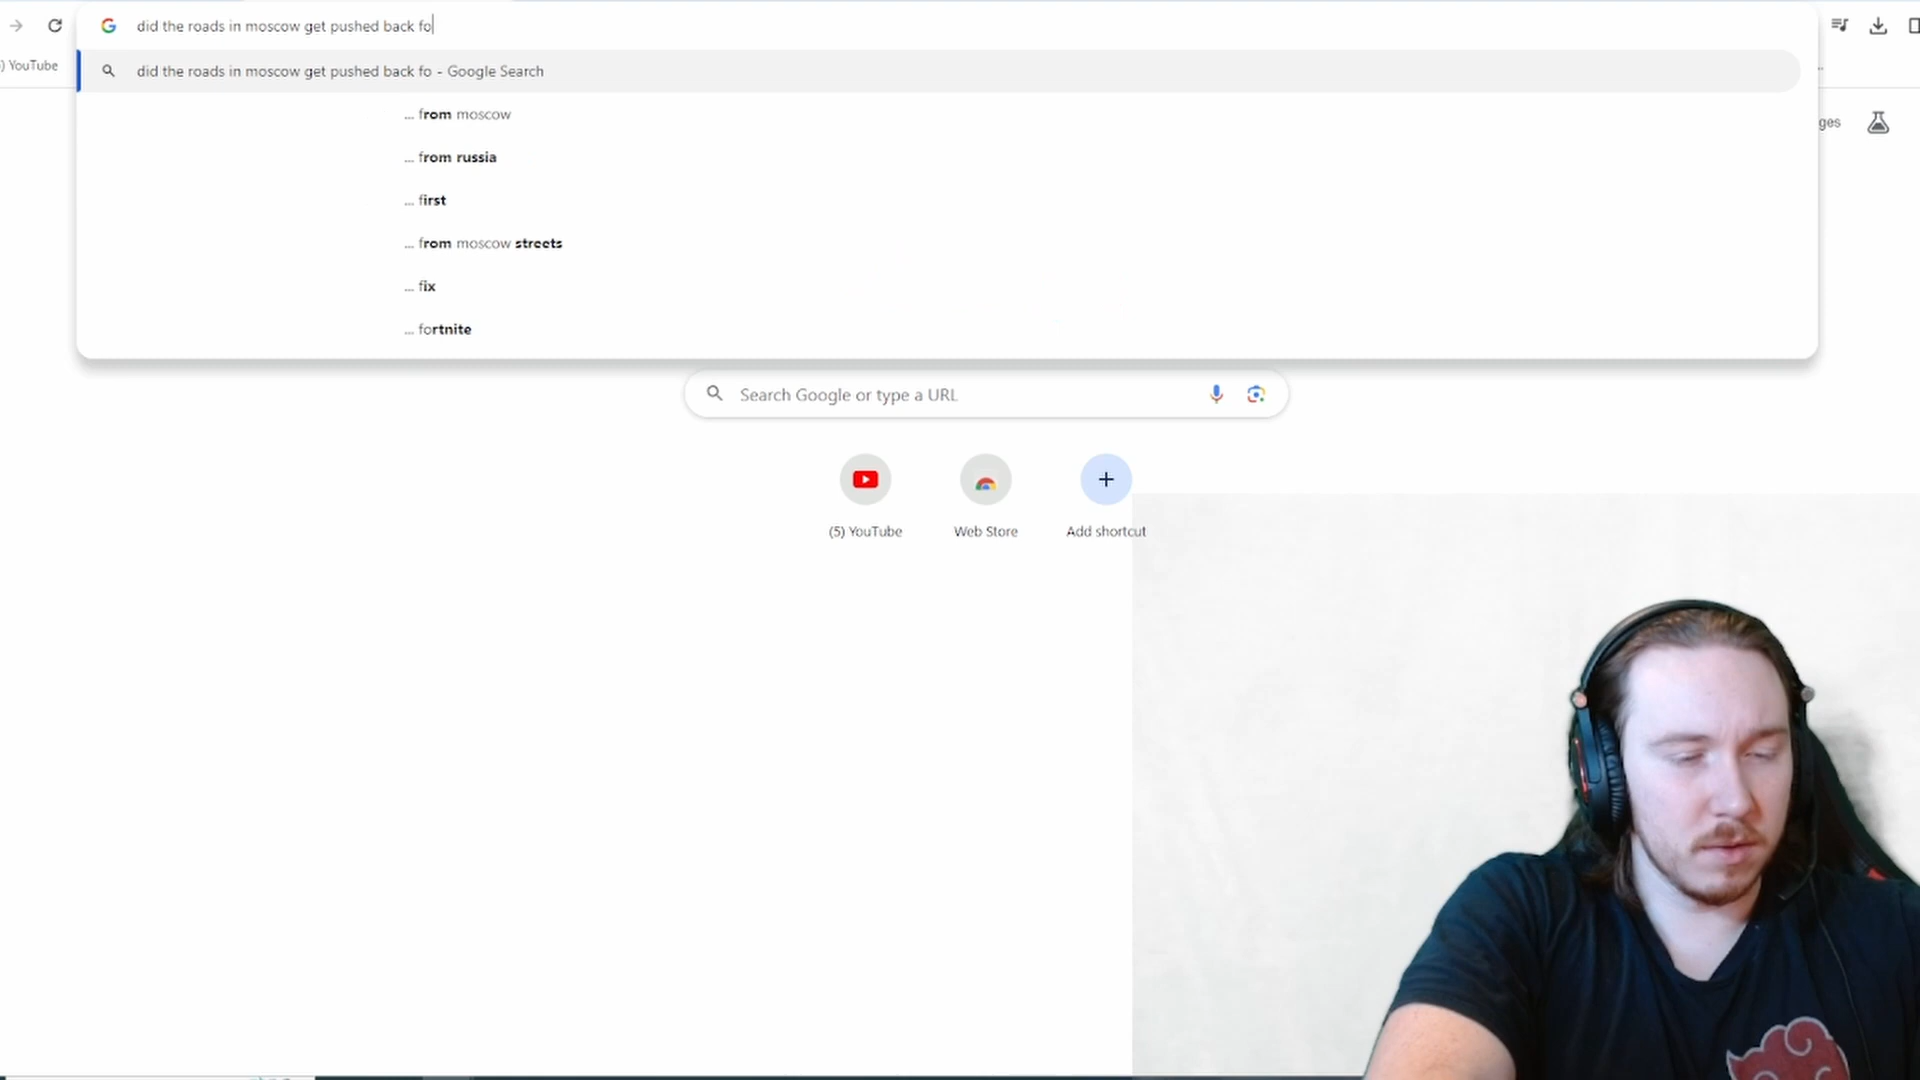 did the roads in moscow get pushed back fo
) YouTube
did the roads in moscow get pushed back fo - Google Search
... from moscow
ges
... from russia
... first
... from moscow streets
... fix
... fortnite
Search Google or type a URL
(5) YouTube
Web Store
Add shortcut